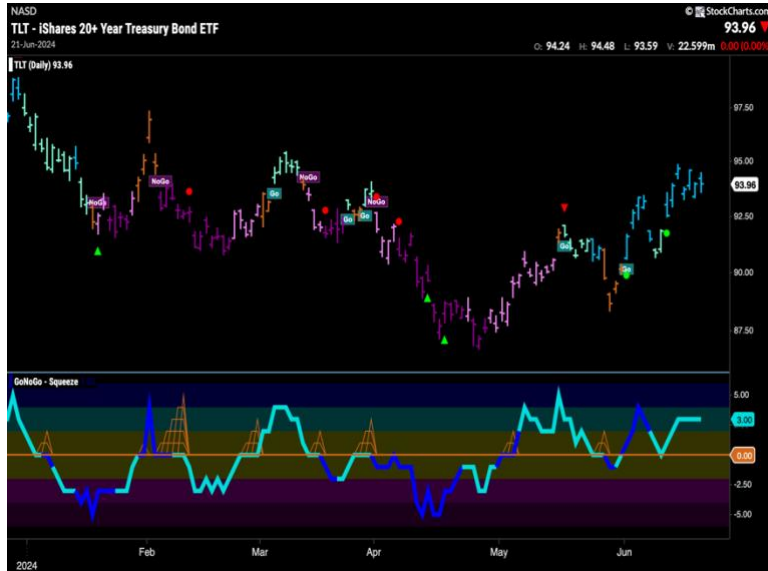 NASD
© StockCharts.com
TLT - iShares 20+ Year Treasury Bond ETF
93.96
21-Jun-2024
O: 94.24 H: 94.48 L: 93.59 V: 22.599m 0.00 (0.00%)
TLT (Daily) 93.96
97.50
95.00
93.96
92.50
90.00
87.50
NoGo
NoGo
Go
NoGo
Go
Go
NoGo
Go
Go
GoNoGo - Squeeze
5.00
3.00
0.00
-2.50
-5.00
Feb
Mar
Apr
May
Jun
2024